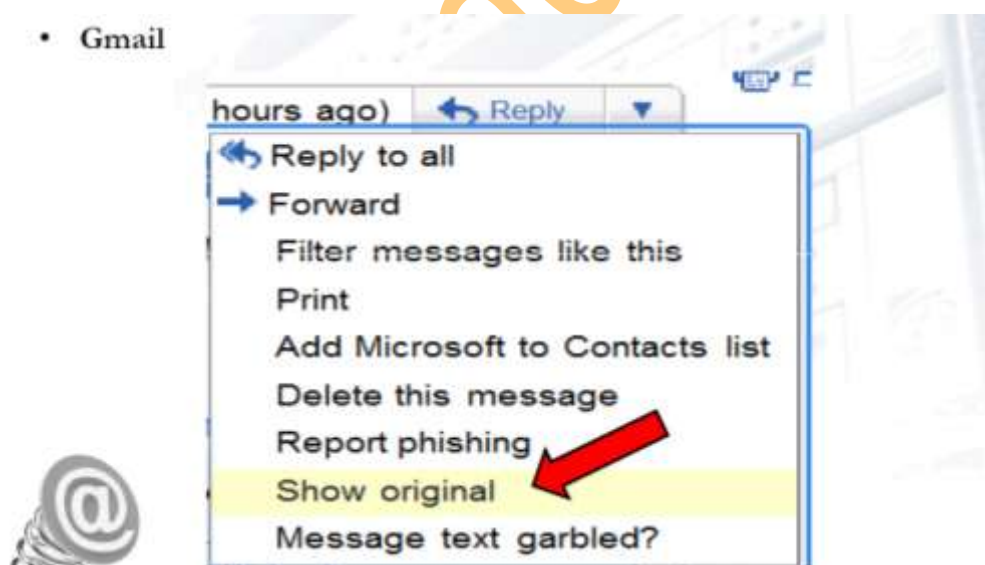 • Gmail
hours ago) Reply
Reply to all
Forward
Filter messages like this
Print
Add Microsoft to Contacts list
Delete this message
Report phishing
Show original
Message text garbled?
@